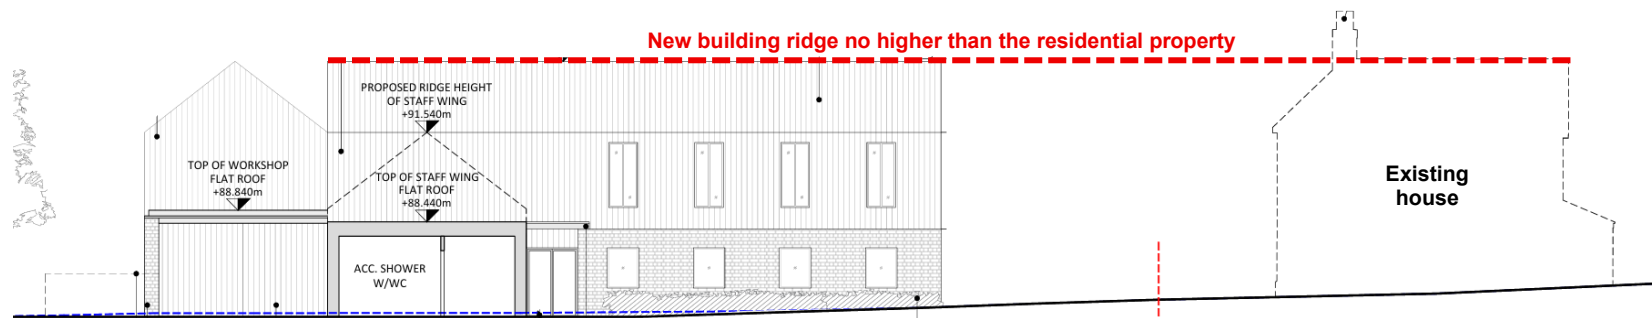 New building ridge no higher than the residential property
PROPOSED RIDGE HEIGHT
OF STAFF WING
+91.540m
TOP OF WORKSHOP
FLAT ROOF
+88.840m
TOP OF STAFF WING
FLAT ROOF
+88.440m
Existing
house
ACC. SHOWER
W/WC